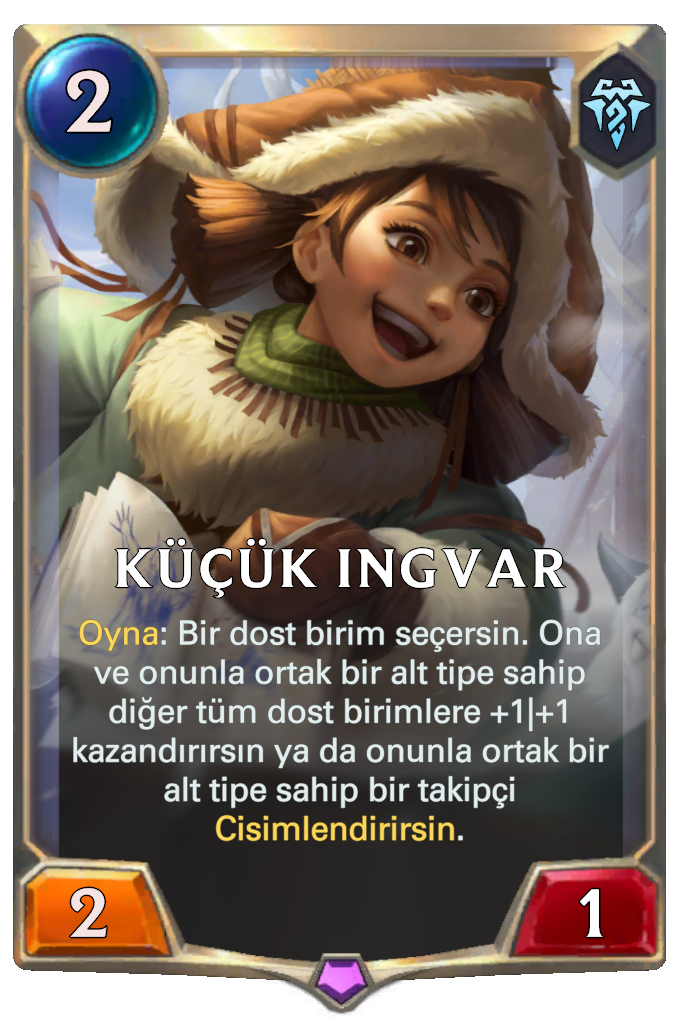 2
KÜÇÜK INGVAR
Oyna: Bir dost birim seçersin. Ona
ve onunla ortak bir alt tipe sahip
diğer tüm dost birimlere +1|+1
kazandırırsın ya da onunla ortak bir
alt tipe sahip bir takipçi
Cisimlendirirsin.
2
1